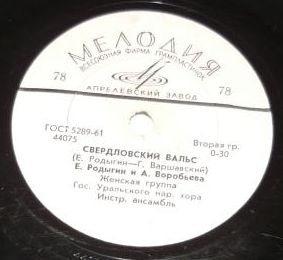 МЕЛОДИЯ
ВСЕСОЮЗНАЯ ФИРМА ГРАМПЛАСТИНОК
78 78
АПРЕЛЕВСКИЙ ЗАВОД
ГОСТ 5289-61 Вторая гр.
44075 0-30
СВЕРДЛОВСКИЙ ВАЛЬС
(Е. Родыгин—Г. Варшавский)
Е. Родыгин и А. Воробьева
Женская группа
Гос. Уральского нар. хора
Инстр. ансамбль